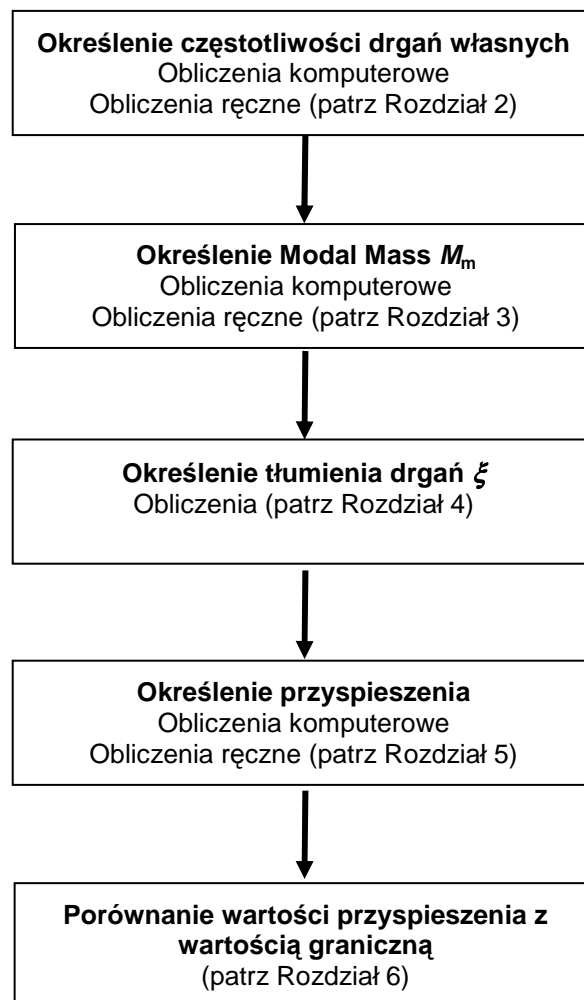 Określenie częstotliwości drgań własnych
Obliczenia komputerowe
Obliczenia ręczne (patrz Rozdział 2)
Określenie Modal Mass Mm
Obliczenia komputerowe
Obliczenia ręczne (patrz Rozdział 3)
Określenie tłumienia drgań ξ
Obliczenia (patrz Rozdział 4)
Określenie przyspieszenia
Obliczenia komputerowe
Obliczenia ręczne (patrz Rozdział 5)
Porównanie wartości przyspieszenia z
wartością graniczną
(patrz Rozdział 6)